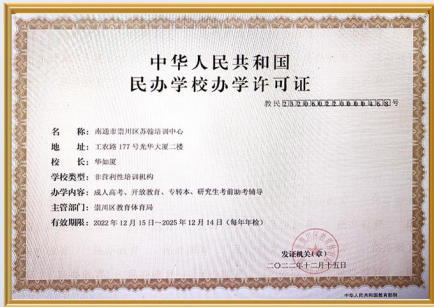 中华人民共和国
民办学校办学许可证
教民 号
名称：南通市崇川区苏翰培训中心
地址：工农路177号光华大厦二楼
校长：华如厦
学校类型：非营利性培训机构
办学内容：成人高考、开放教育、专转本、研究生考前助考辅导
主管部门：崇川区教育体育局
有效期限：2022年12月15日~2025年12月14日（每年年检）
发证机关(章)
二〇二二年十二月十五日
中华人民共和国教育部制